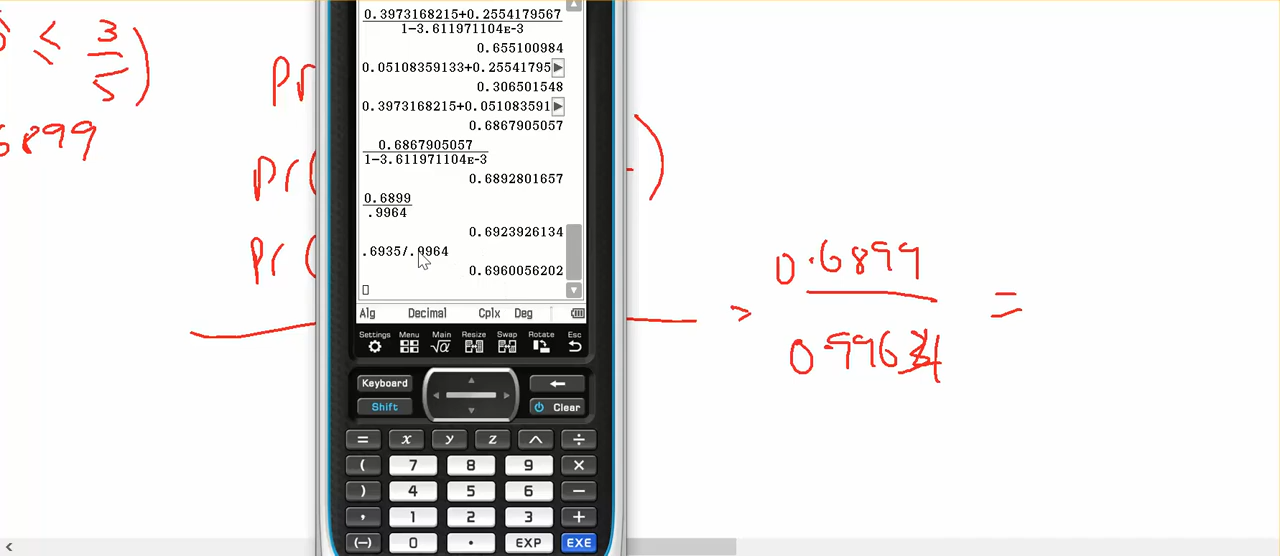 ≤ 3/5)
6899
Pr
Pr(
Pr(
0.3973168215+0.2554179567
1-3.611971104E-3
0.655100984
0.05108359133+0.25541795
0.306501548
0.3973168215+0.051083591
0.6867905057
0.6867905057
1-3.611971104E-3
0.6892801657
0.6899
.9964
0.6923926134
.6935/.9964
0.6960056202
Alg Decimal Cplx Deg
Settings Menu Main Resize Swap Rotate Esc
Keyboard
Shift
Clear
= x y z ^ ÷
( 7 8 9 ×
) 4 5 6 −
, 1 2 3 +
(−) 0 . EXP EXE
)
> 0.6899 =
0.9964